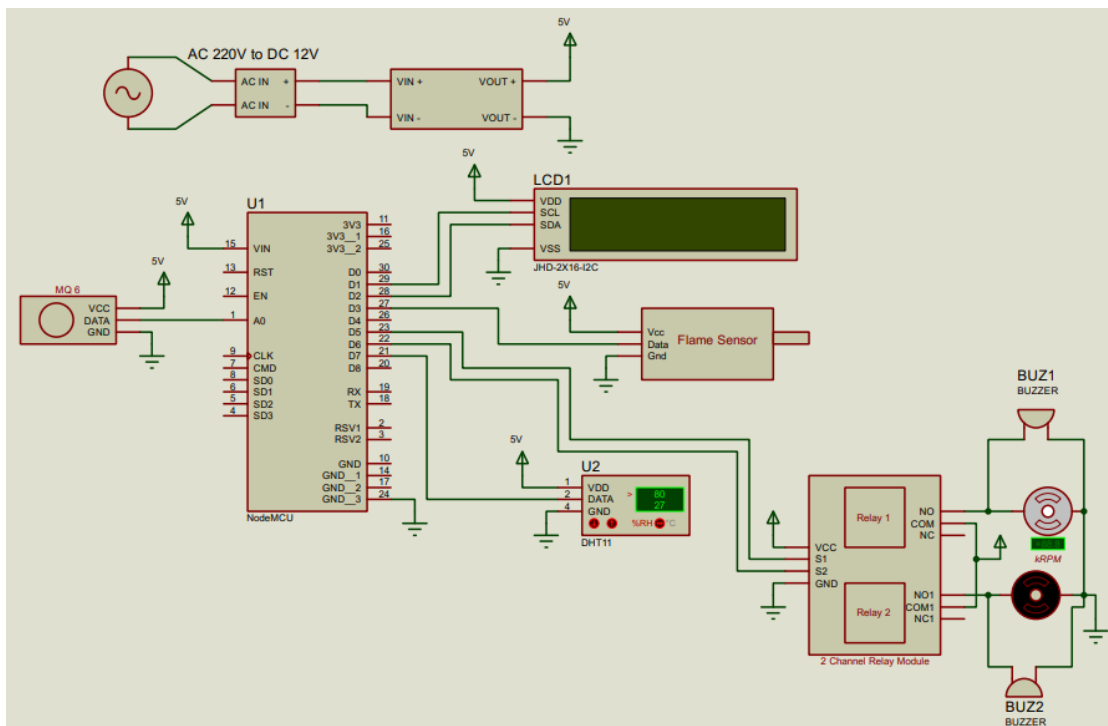 AC 220V to DC 12V
AC IN +
AC IN -
VIN + VOUT +
VIN - VOUT -
5V
5V
LCD1
VDD
SCL
SDA
VSS
JHD-2X16-I2C
U1
5V
15 VIN
13 RST
12 EN
1 A0
9 CLK
7 CMD
8 SD0
6 SD1
5 SD2
4 SD3
3V3 11
3V3__1 16
3V3__2 25
D0 30
D1 29
D2 28
D3 27
D4 26
D5 23
D6 22
D7 21
D8 20
RX 19
TX 18
RSV1 2
RSV2 3
GND 10
GND__1 14
GND__2 17
GND__3 24
NodeMCU
5V
MQ 6
VCC
DATA
GND
5V
Vcc
Data
Gnd
Flame Sensor
5V
U2
1 VDD
2 DATA
4 GND
>
80
27
%RH °C
DHT11
VCC
S1
S2
GND
Relay 1
Relay 2
NO
COM
NC
NO1
COM1
NC1
2 Channel Relay Module
BUZ1
BUZZER
kRPM
BUZ2
BUZZER